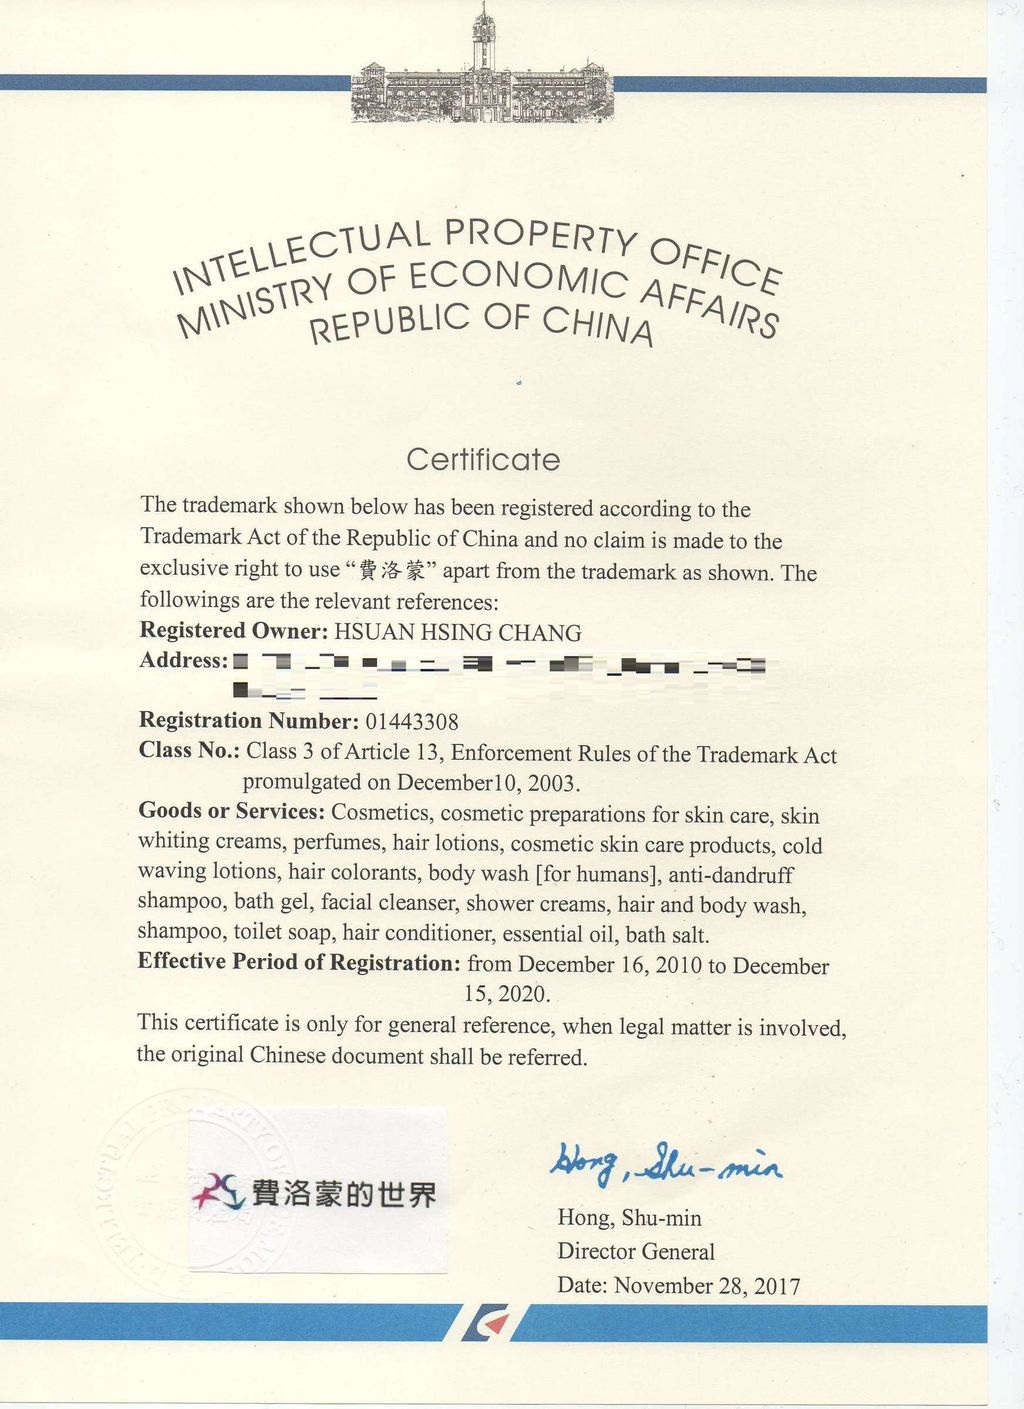 INTELLECTUAL PROPERTY OFFICE
MINISTRY OF ECONOMIC AFFAIRS
REPUBLIC OF CHINA
Certificate
The trademark shown below has been registered according to the
Trademark Act of the Republic of China and no claim is made to the
exclusive right to use “費洛蒙” apart from the trademark as shown. The
followings are the relevant references:
Registered Owner: HSUAN HSING CHANG
Address:
Registration Number: 01443308
Class No.: Class 3 of Article 13, Enforcement Rules of the Trademark Act
promulgated on December10, 2003.
Goods or Services: Cosmetics, cosmetic preparations for skin care, skin
whiting creams, perfumes, hair lotions, cosmetic skin care products, cold
waving lotions, hair colorants, body wash [for humans], anti-dandruff
shampoo, bath gel, facial cleanser, shower creams, hair and body wash,
shampoo, toilet soap, hair conditioner, essential oil, bath salt.
Effective Period of Registration: from December 16, 2010 to December
15, 2020.
This certificate is only for general reference, when legal matter is involved,
the original Chinese document shall be referred.
費洛蒙的世界
Hong, Shu-min
Hong, Shu-min
Director General
Date: November 28, 2017